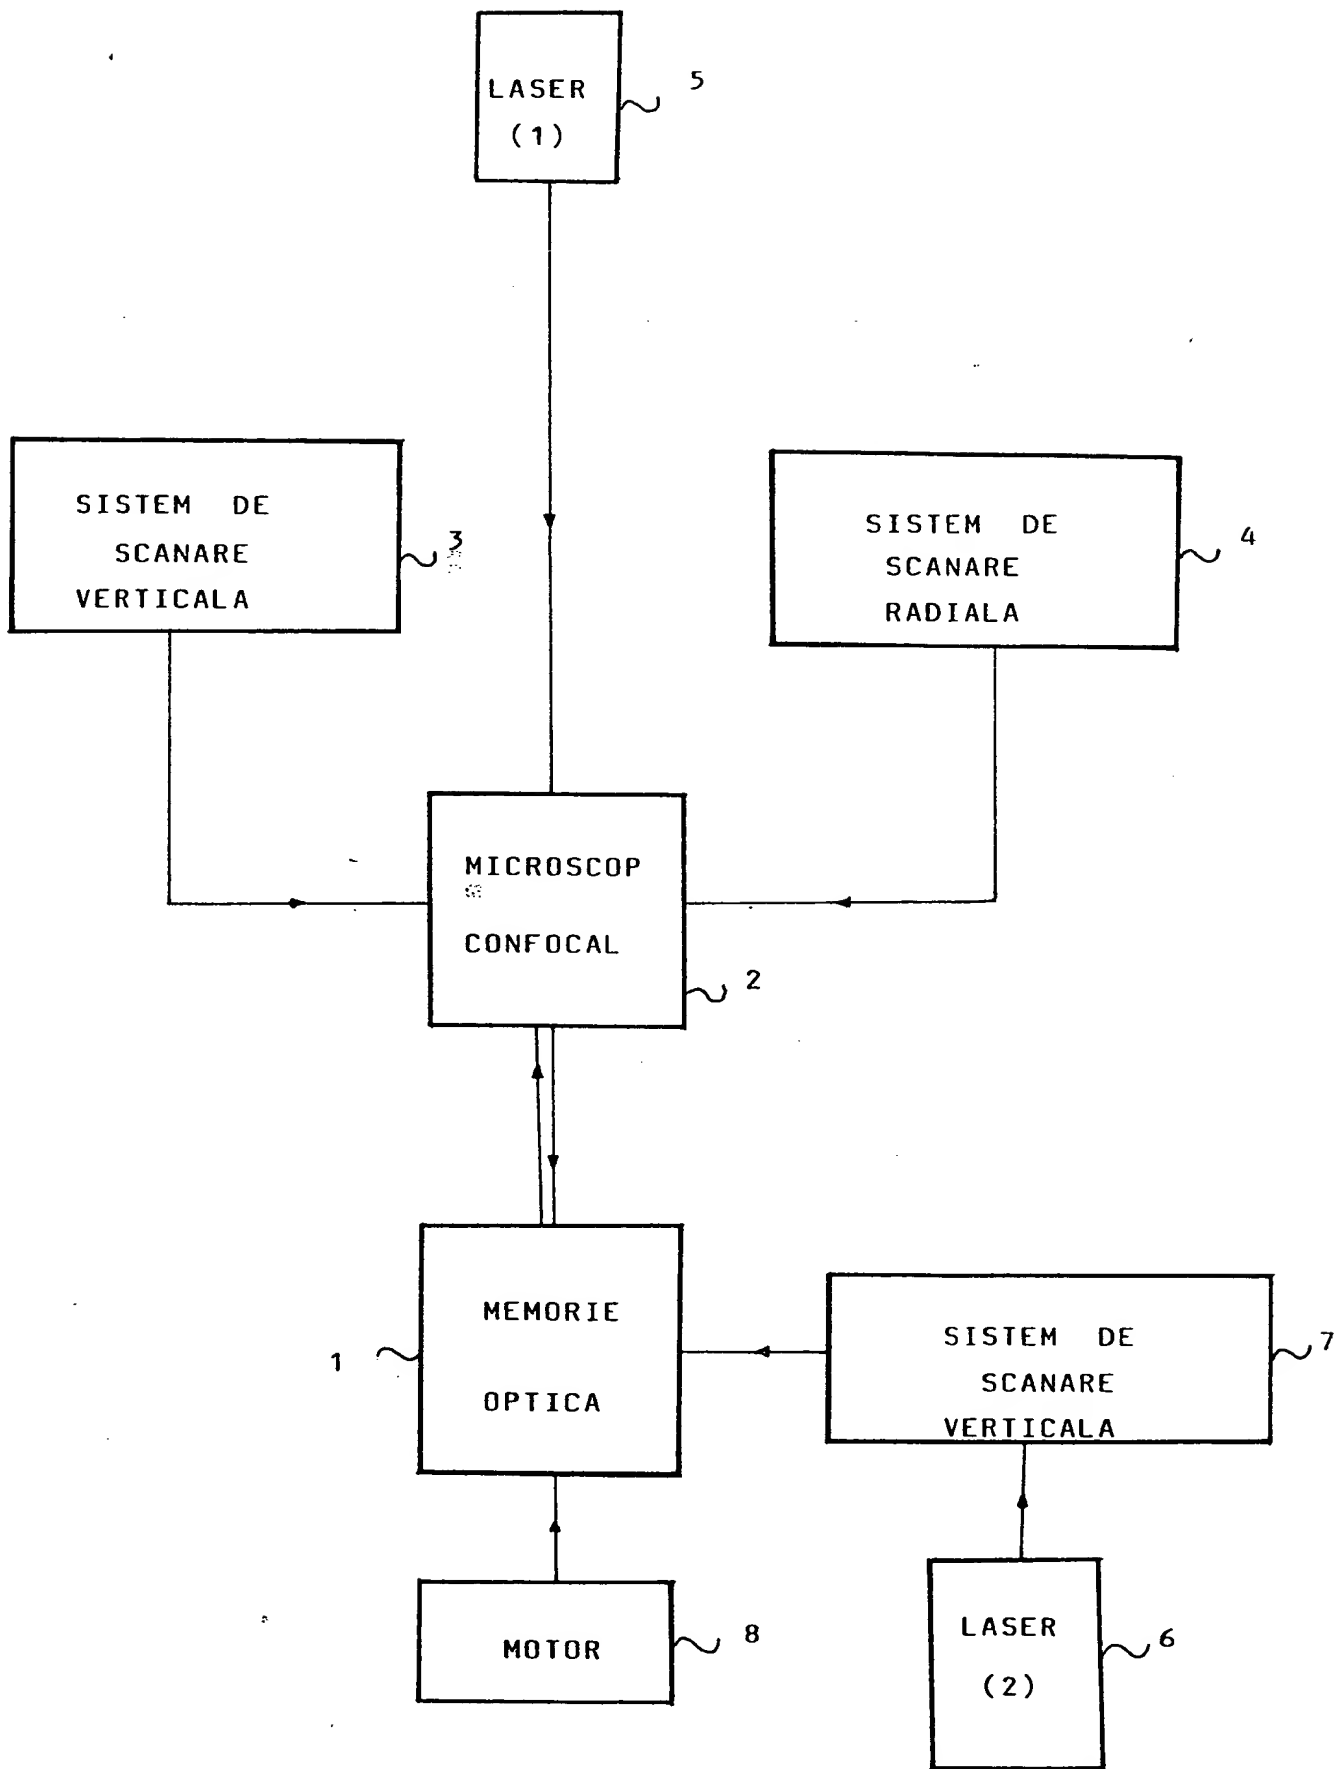 LASER
(1)
5
SISTEM DE
SCANARE
VERTICALA
3
SISTEM DE
SCANARE
RADIALA
4
MICROSCOP
CONFOCAL
2
MEMORIE
OPTICA
1
SISTEM DE
SCANARE
VERTICALA
7
MOTOR
8
LASER
(2)
6